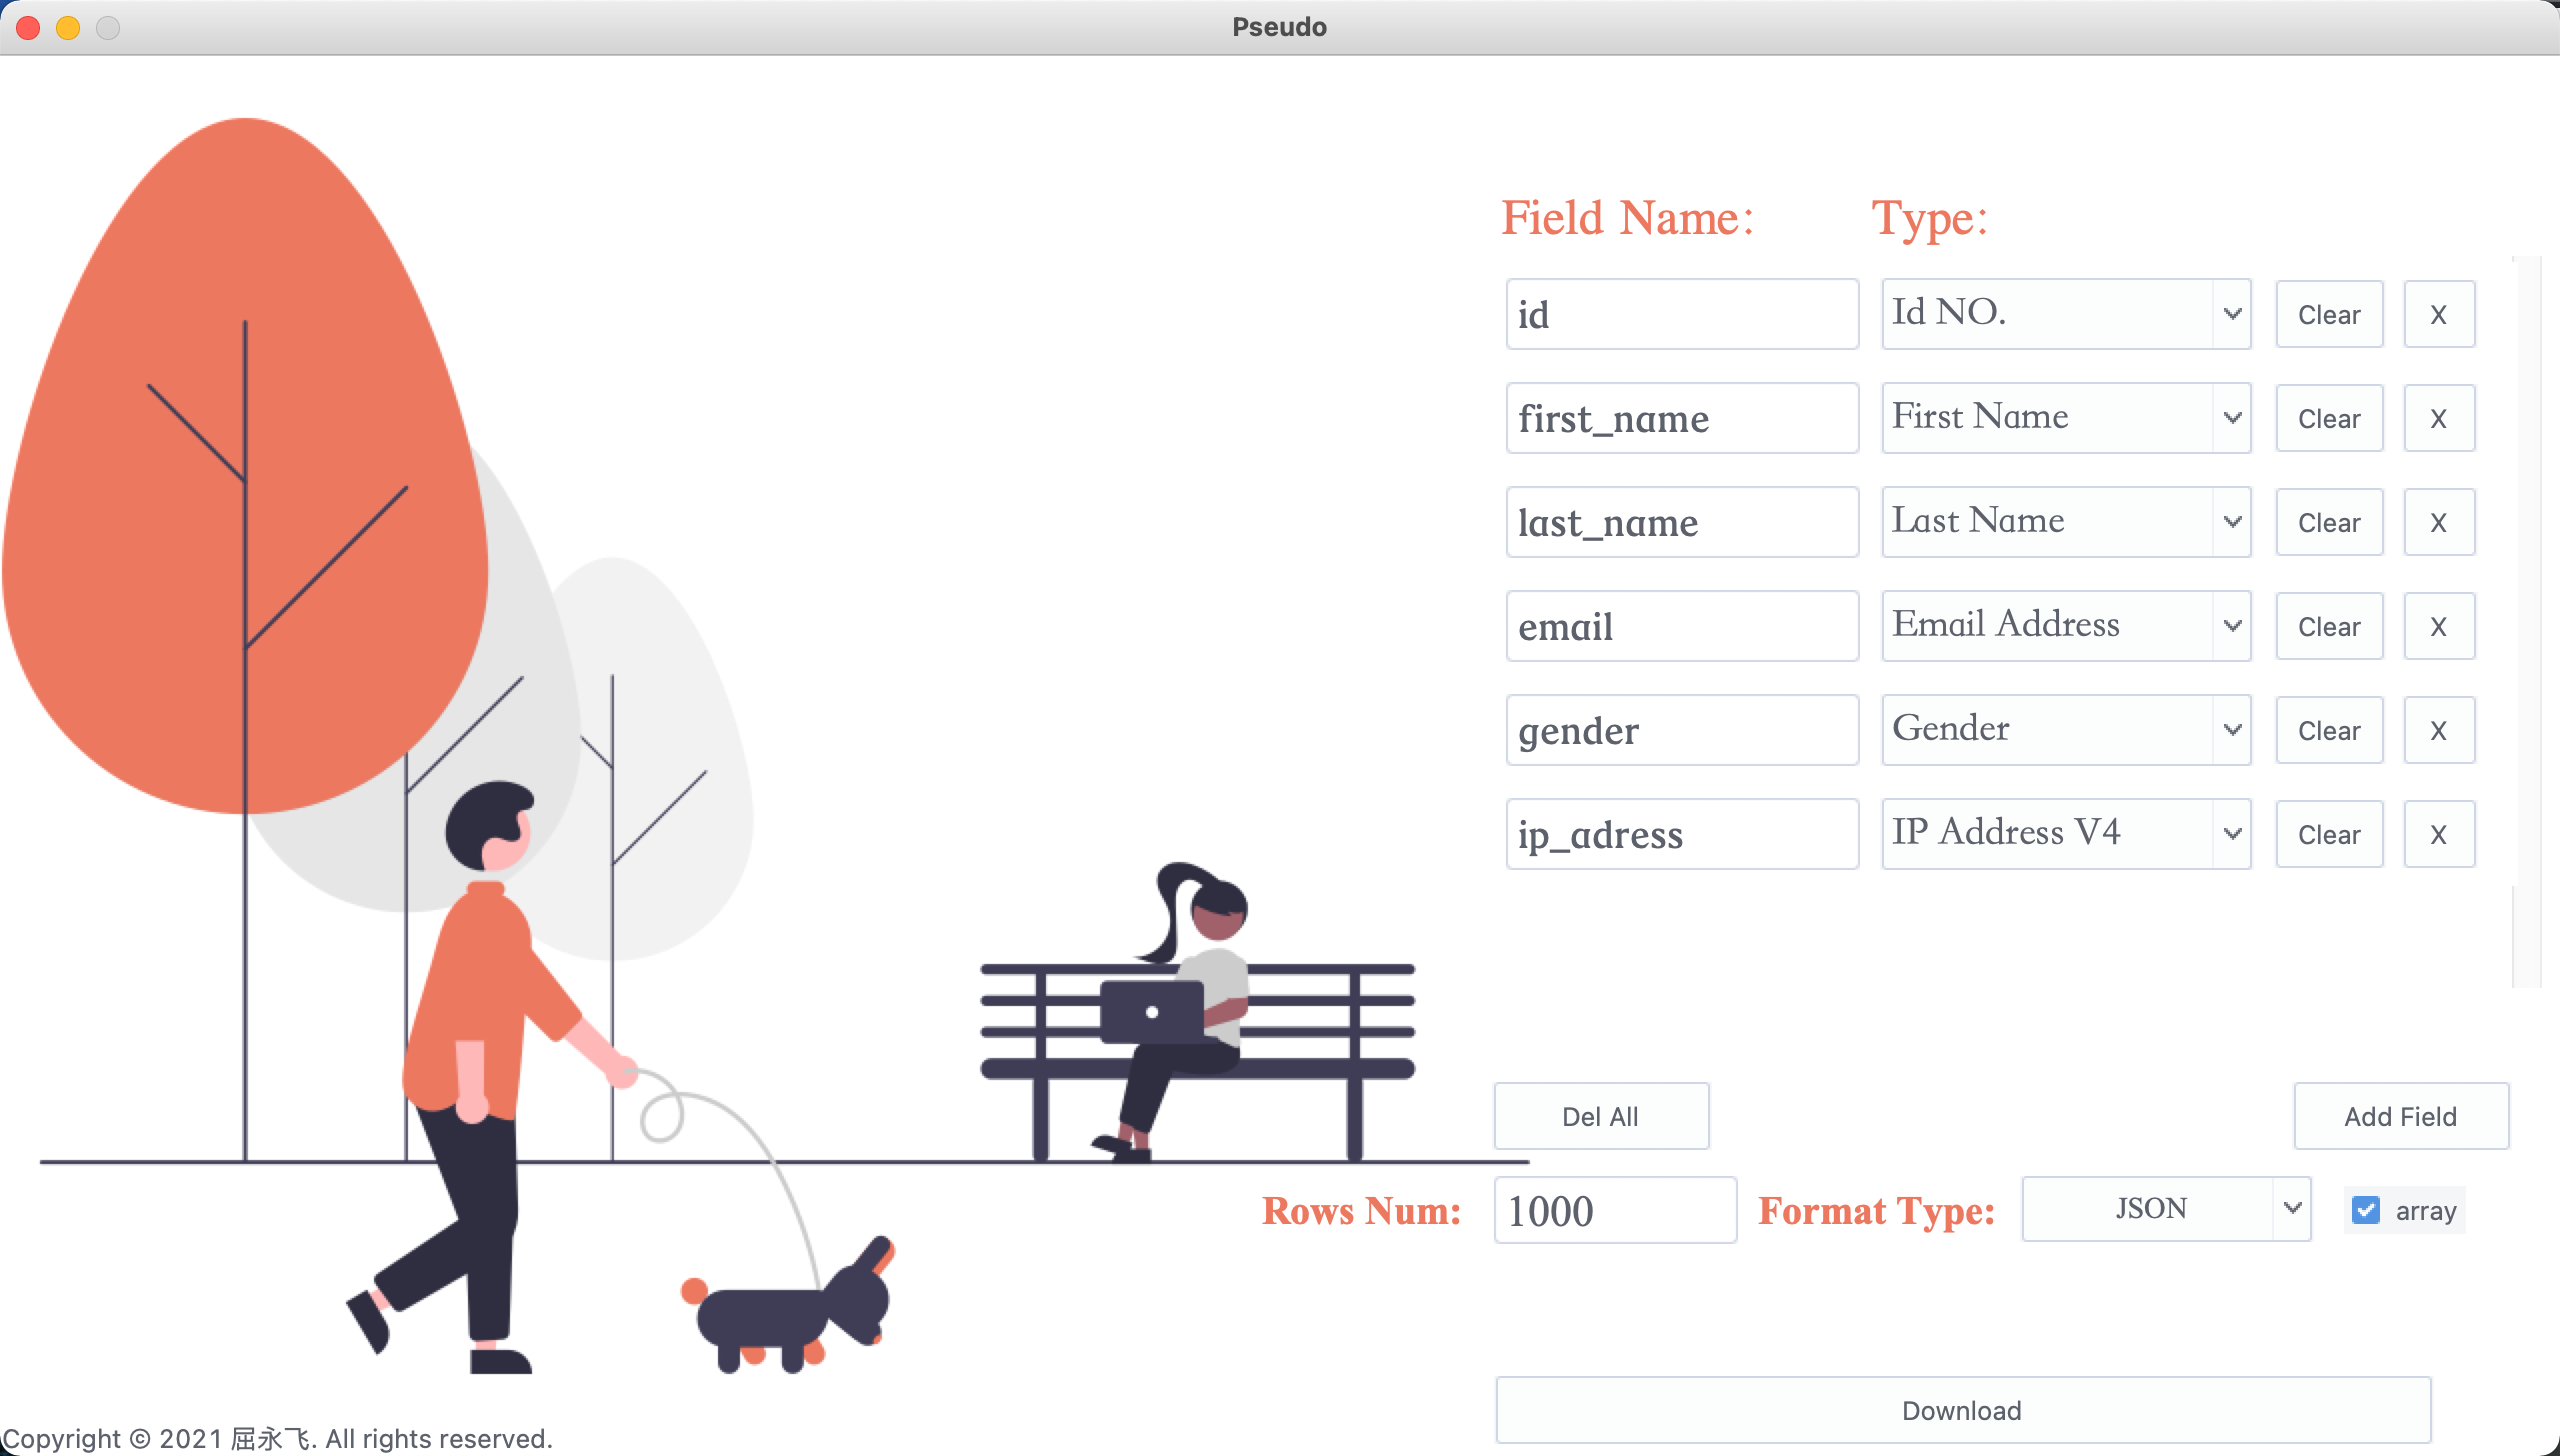 Pseudo
Field Name: Type:
id Id NO. Clear X
first_name First Name Clear X
last_name Last Name Clear X
email Email Address Clear X
gender Gender Clear X
ip_adress IP Address V4 Clear X
Del All Add Field
Rows Num: 1000 Format Type: JSON array
Download
Copyright © 2021 屈永飞. All rights reserved.